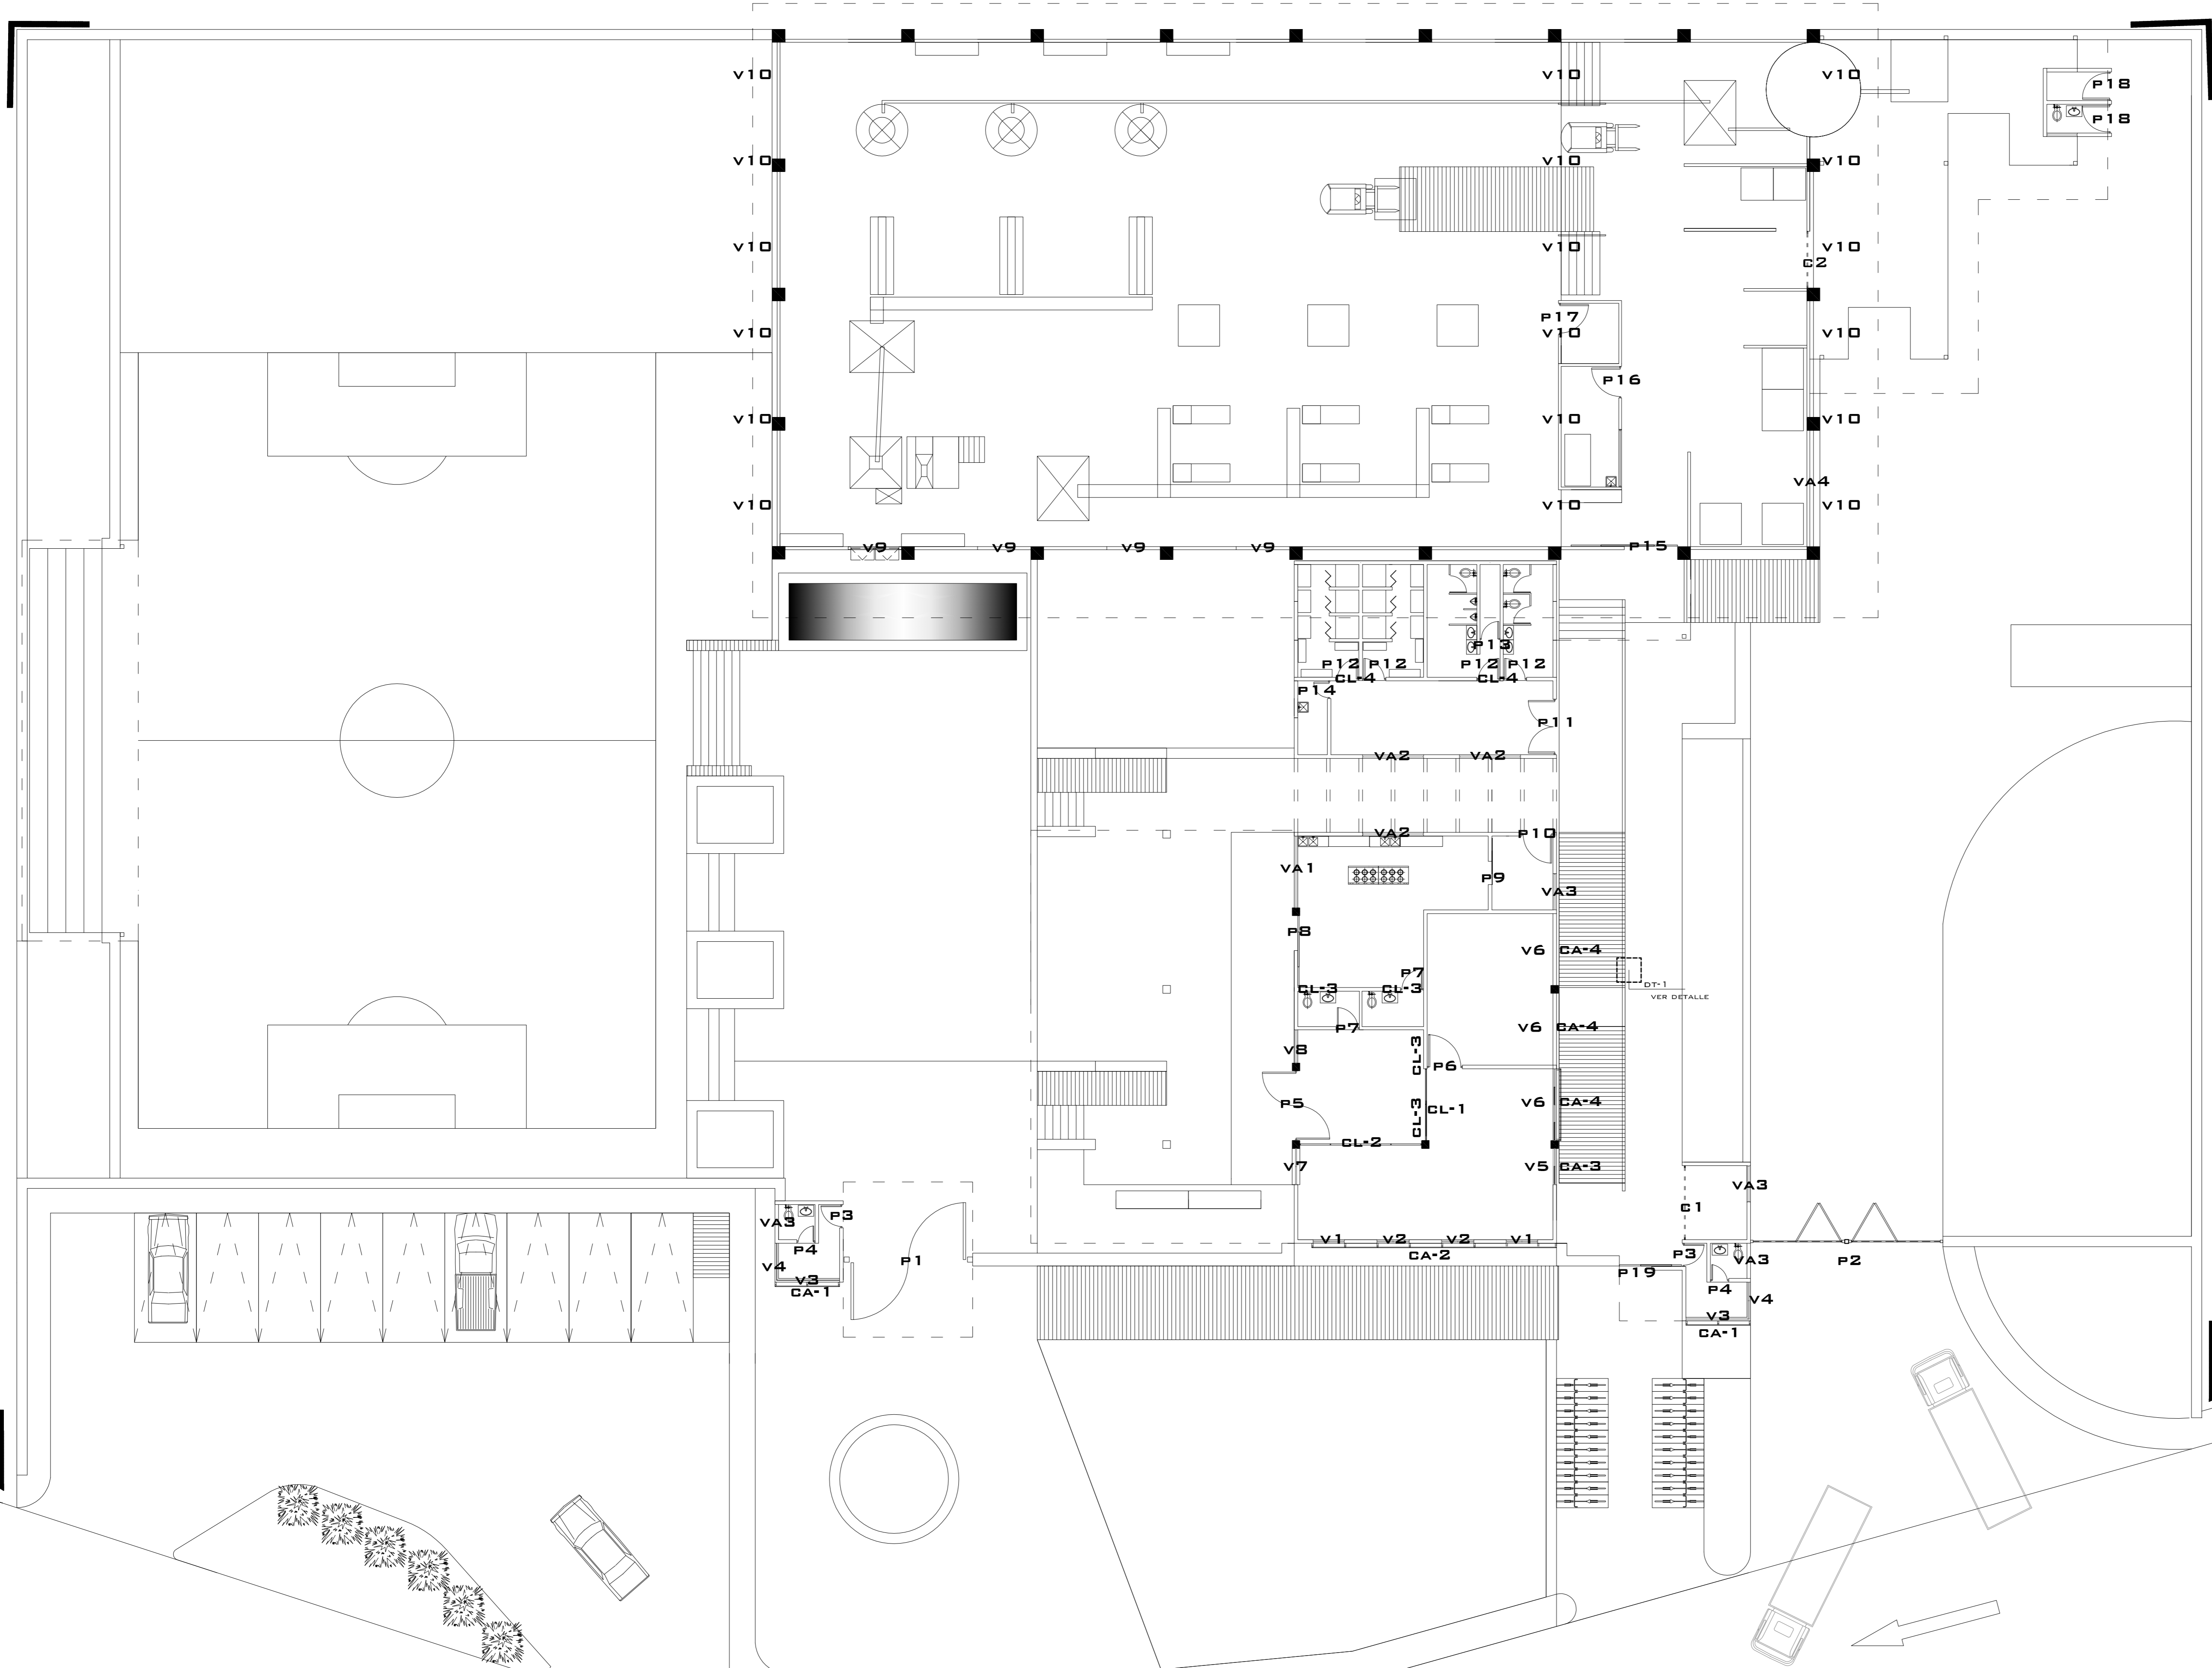 V10 V10 V10
P18
P18
V10 V10 V10
V10 V10 V10
C2
P17
V10 V10 V10
P16
V10 V10 V10
VA4
V10 V10 V10
V9 V9 V9 V9 P15
P13
P12 P12 P12 P12
CL-4 CL-4
P14
P11
VA2 VA2
VA2 P10
VA1
P9
VA3
P8
V6 CA-4
P7
DT-1
CL-3 CL-3
VER DETALLE
P7
V6 CA-4
V8
CL-3
P6
P5
CL-3
CL-1
V6 CA-4
CL-2
V7
V5 CA-3
VA3
C1
P3
VA3
P4
V1 V2 V2 V1
CA-2
P1
V4
V3
CA-1
P3
VA3
P2
P19
P4
V4
V3
CA-1